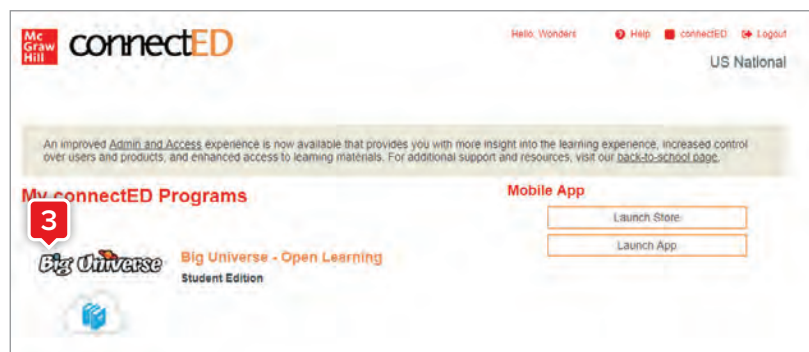 Mc Graw Hill connectED
Hello, Wonders Help connectED Logout
US National
An improved Admin and Access experience is now available that provides you with more insight into the learning experience, increased control
over users and products, and enhanced access to learning materials. For additional support and resources, visit our back-to-school page.
My connectED Programs
Mobile App
Launch Store
Launch App
3
Big Universe
Big Universe - Open Learning
Student Edition